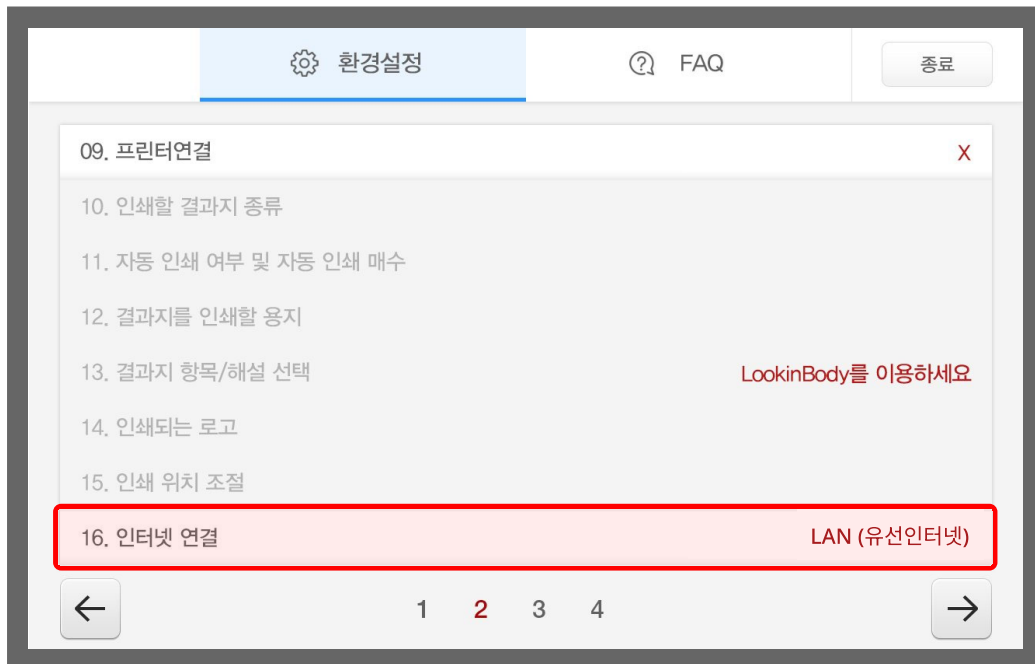 환경설정
FAQ
종료
09. 프린터연결 X
10. 인쇄할 결과지 종류
11. 자동 인쇄 여부 및 자동 인쇄 매수
12. 결과지를 인쇄할 용지
13. 결과지 항목/해설 선택 LookinBody를 이용하세요
14. 인쇄되는 로고
15. 인쇄 위치 조절
16. 인터넷 연결 LAN (유선인터넷)
1 2 3 4